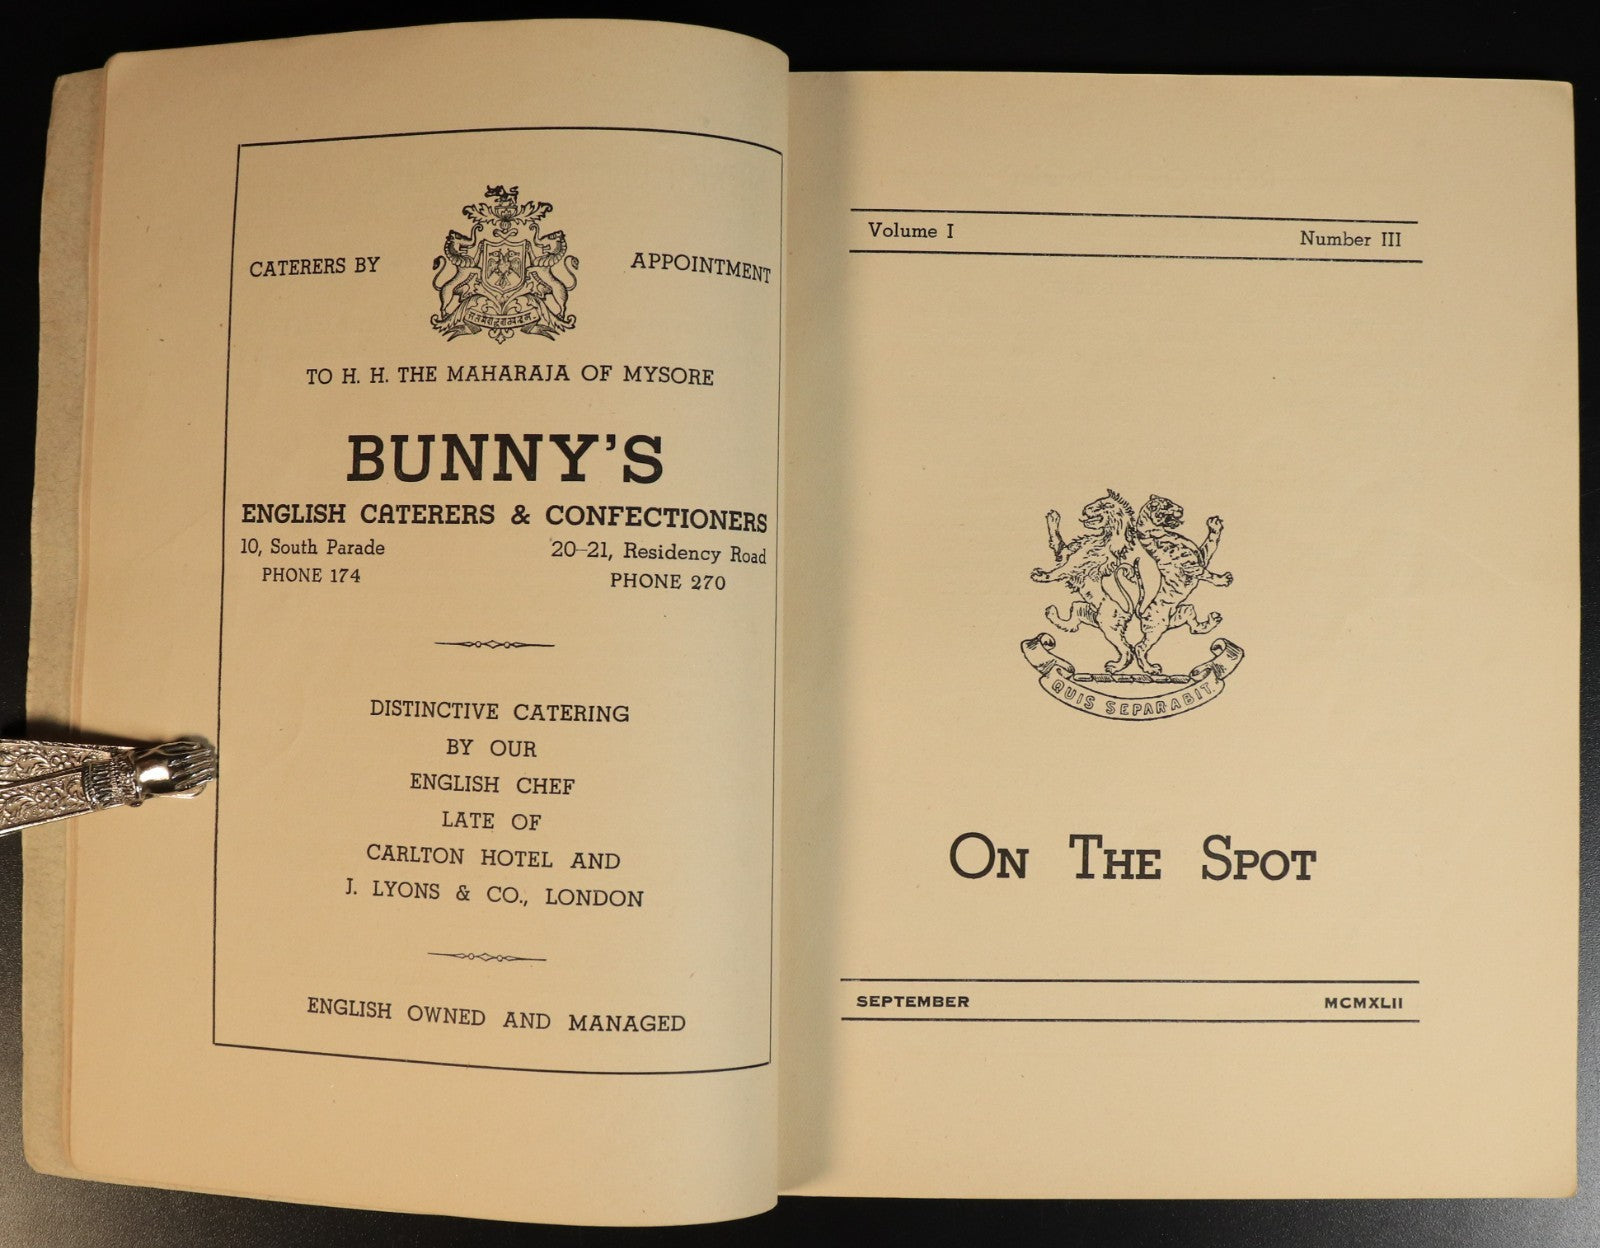 CATERERS BY APPOINTMENT
TO H. H. THE MAHARAJA OF MYSORE
BUNNY'S
ENGLISH CATERERS & CONFECTIONERS
10, South Parade 20-21, Residency Road
PHONE 174 PHONE 270
DISTINCTIVE CATERING
BY OUR
ENGLISH CHEF
LATE OF
CARLTON HOTEL AND
J. LYONS & CO., LONDON
ENGLISH OWNED AND MANAGED
Volume I Number III
QUIS SEPARABIT.
ON THE SPOT
SEPTEMBER MCMXLII